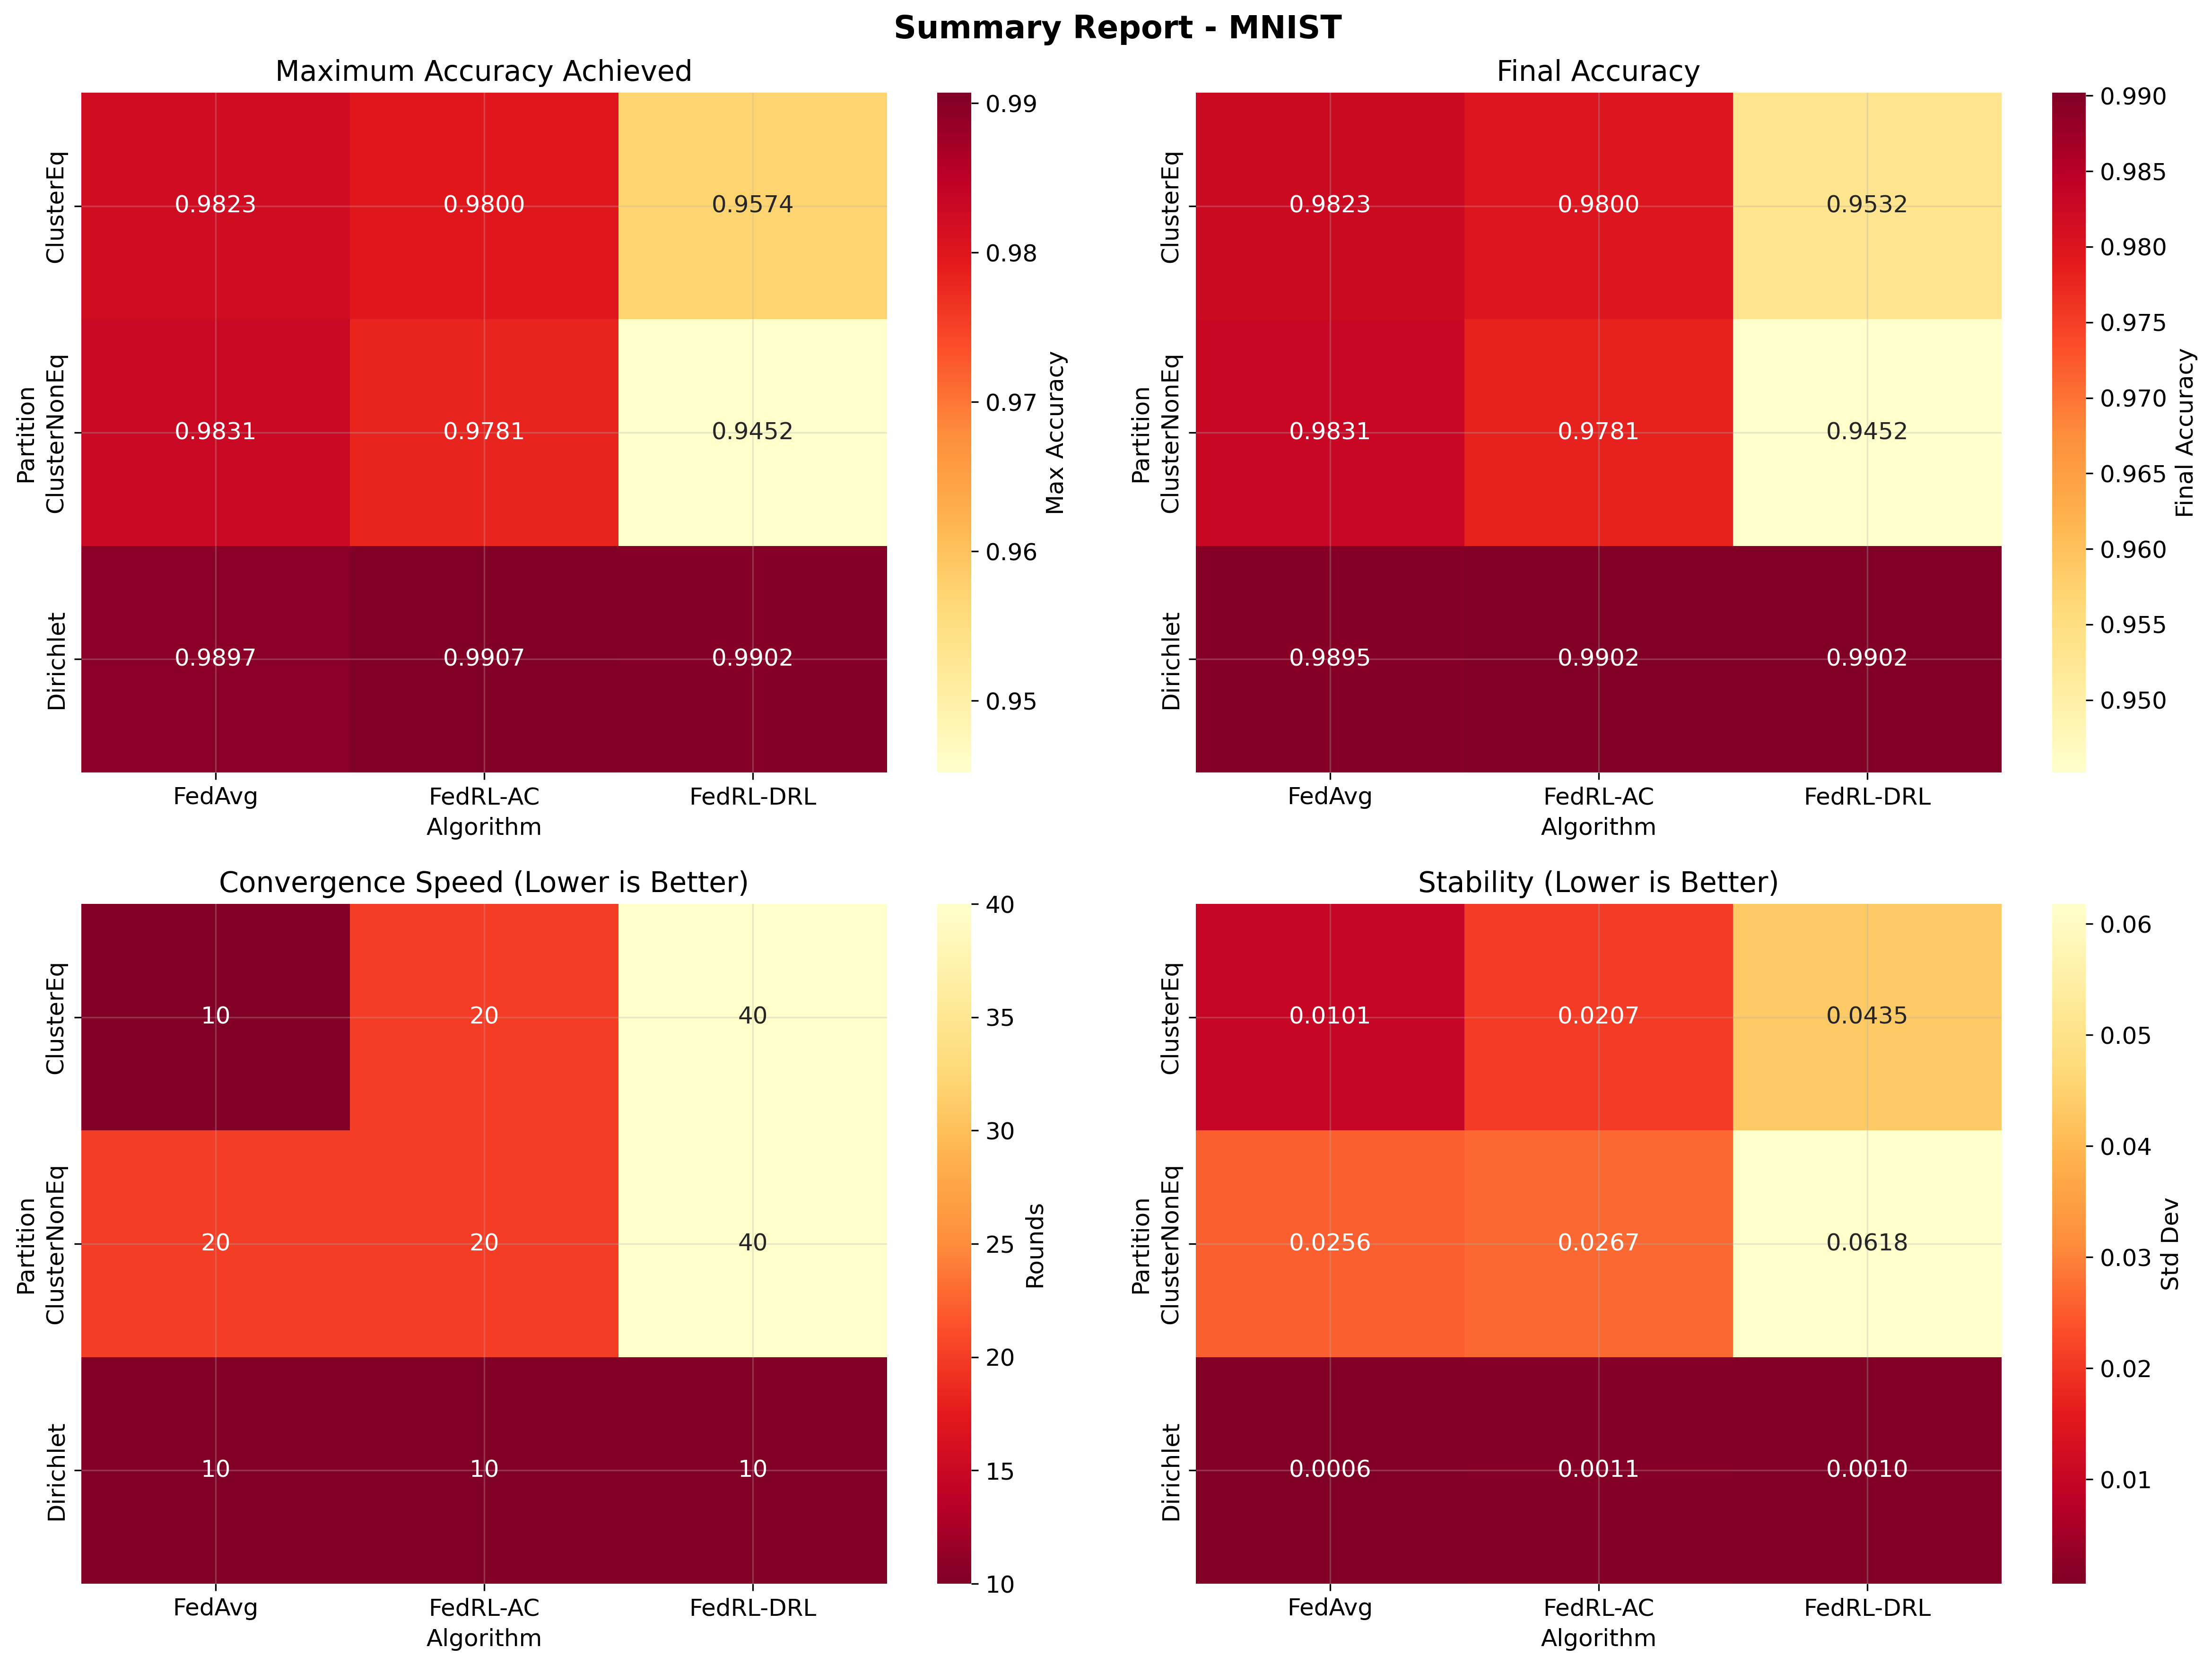 Summary Report - MNIST
Maximum Accuracy Achieved
Partition
ClusterEq
ClusterNonEq
Dirichlet
0.9823 0.9800 0.9574
0.9831 0.9781 0.9452
0.9897 0.9907 0.9902
FedAvg FedRL-AC FedRL-DRL
Algorithm
0.99
0.98
0.97
0.96
0.95
Max Accuracy
Final Accuracy
Partition
ClusterEq
ClusterNonEq
Dirichlet
0.9823 0.9800 0.9532
0.9831 0.9781 0.9452
0.9895 0.9902 0.9902
FedAvg FedRL-AC FedRL-DRL
Algorithm
0.990
0.985
0.980
0.975
0.970
0.965
0.960
0.955
0.950
Final Accuracy
Convergence Speed (Lower is Better)
Partition
ClusterEq
ClusterNonEq
Dirichlet
10 20 40
20 20 40
10 10 10
FedAvg FedRL-AC FedRL-DRL
Algorithm
40
35
30
25
20
15
10
Rounds
Stability (Lower is Better)
Partition
ClusterEq
ClusterNonEq
Dirichlet
0.0101 0.0207 0.0435
0.0256 0.0267 0.0618
0.0006 0.0011 0.0010
FedAvg FedRL-AC FedRL-DRL
Algorithm
0.06
0.05
0.04
0.03
0.02
0.01
Std Dev